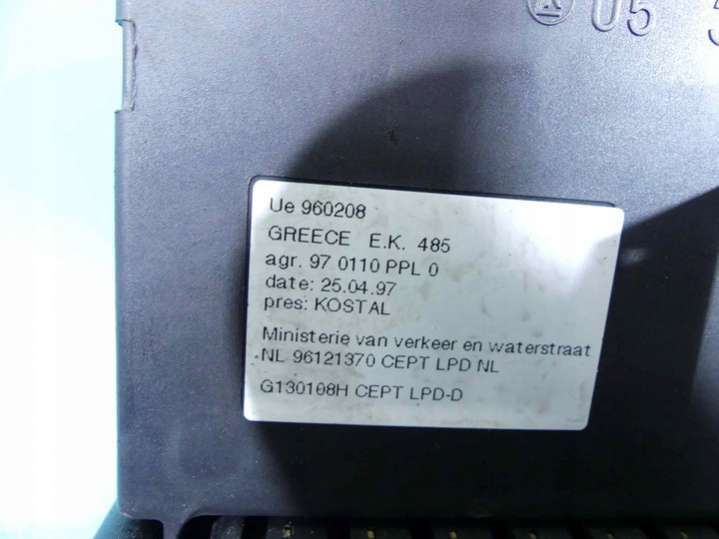 05
Ue 960208
GREECE E.K. 485
agr. 97 0110 PPL 0
date: 25.04.97
pres: KOSTAL
Ministerie van verkeer en waterstraat
NL 96121370 CEPT LPD NL
G130108H CEPT LPD-D